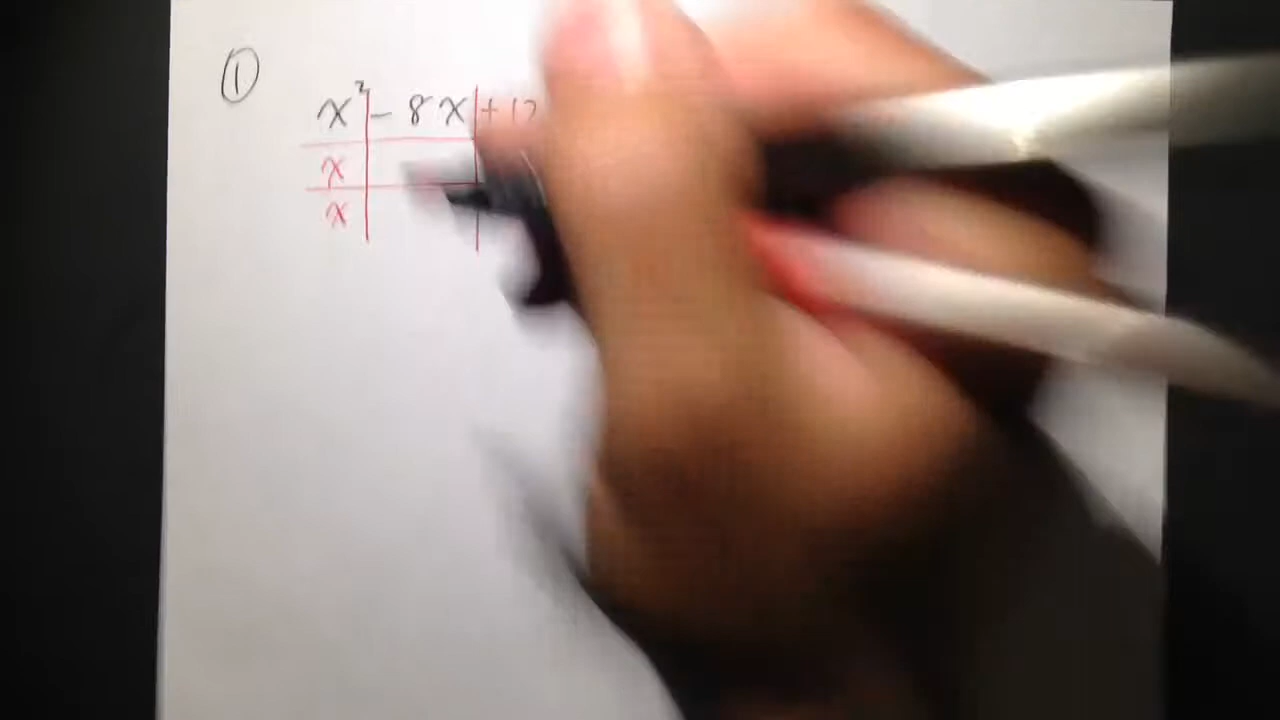 ①
x² - 8x + 12
x
x